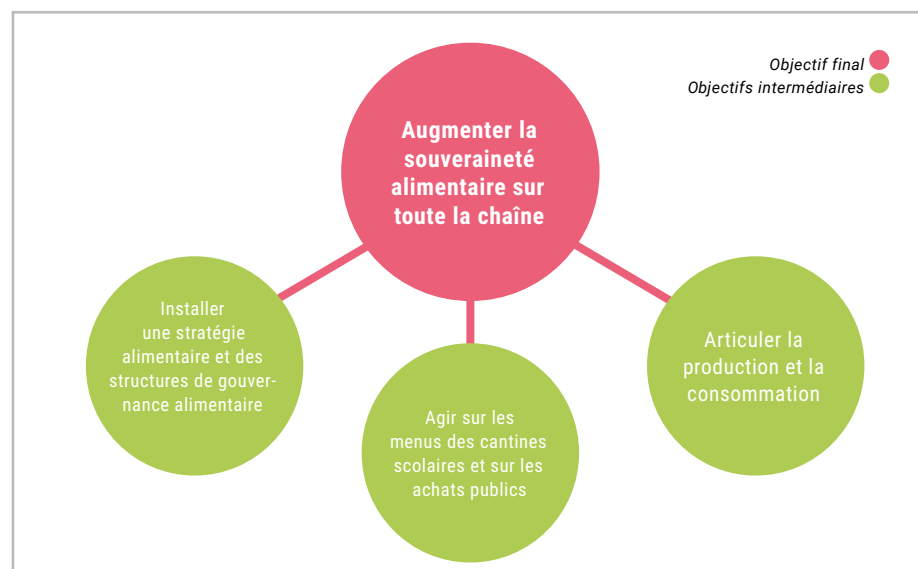 Objectif final
Objectifs intermédiaires
Augmenter la
souveraineté
alimentaire sur
toute la chaîne
Installer
une stratégie
alimentaire et des
structures de gouver-
nance alimentaire
Agir sur les
menus des cantines
scolaires et sur les
achats publics
Articuler la
production et la
consommation